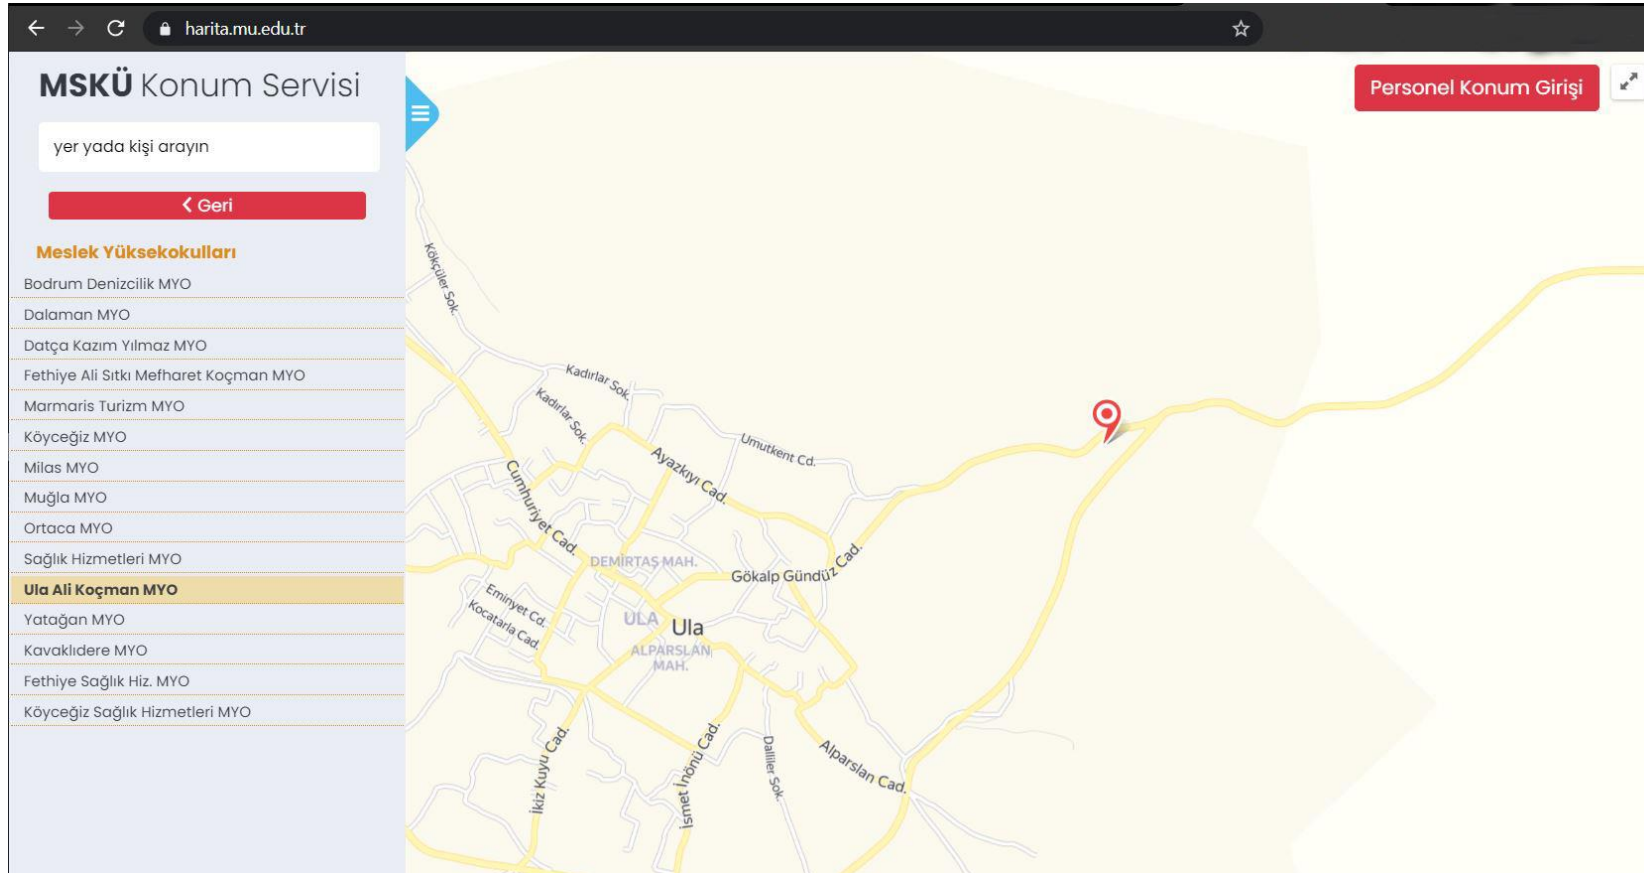 harita.mu.edu.tr
MSKÜ Konum Servisi
yer yada kişi arayın
Geri
Meslek Yüksekokulları
Bodrum Denizcilik MYO
Dalaman MYO
Datça Kazım Yılmaz MYO
Fethiye Ali Sıtkı Mefharet Koçman MYO
Marmaris Turizm MYO
Köyceğiz MYO
Milas MYO
Muğla MYO
Ortaca MYO
Sağlık Hizmetleri MYO
Ula Ali Koçman MYO
Yatağan MYO
Kavaklıdere MYO
Fethiye Sağlık Hiz. MYO
Köyceğiz Sağlık Hizmetleri MYO
Personel Konum Girişi
Kökçüler Sok.
Kadırlar Sok.
Kadırlar Sok.
Umutkent Cd.
Ayazkıyı Cad.
Cumhuriyet Cad.
DEMİRTAŞ MAH.
Gökalp Gündüz Cad.
Eminyet Cd.
Kocatarla Cad.
ULA
Ula
ALPARSLAN
MAH.
İkiz Kuyu Cad.
İsmet İnönü Cad.
Dalliler Sok.
Alparslan Cad.